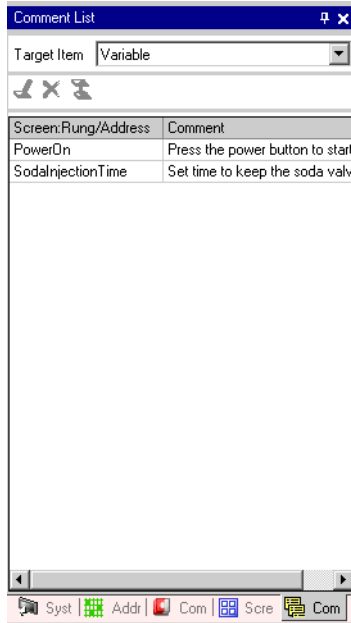 Comment List
Target Item Variable
Screen:Rung/Address Comment
PowerOn Press the power button to start
SodaInjectionTime Set time to keep the soda valv
Syst Addr Com Scre Com